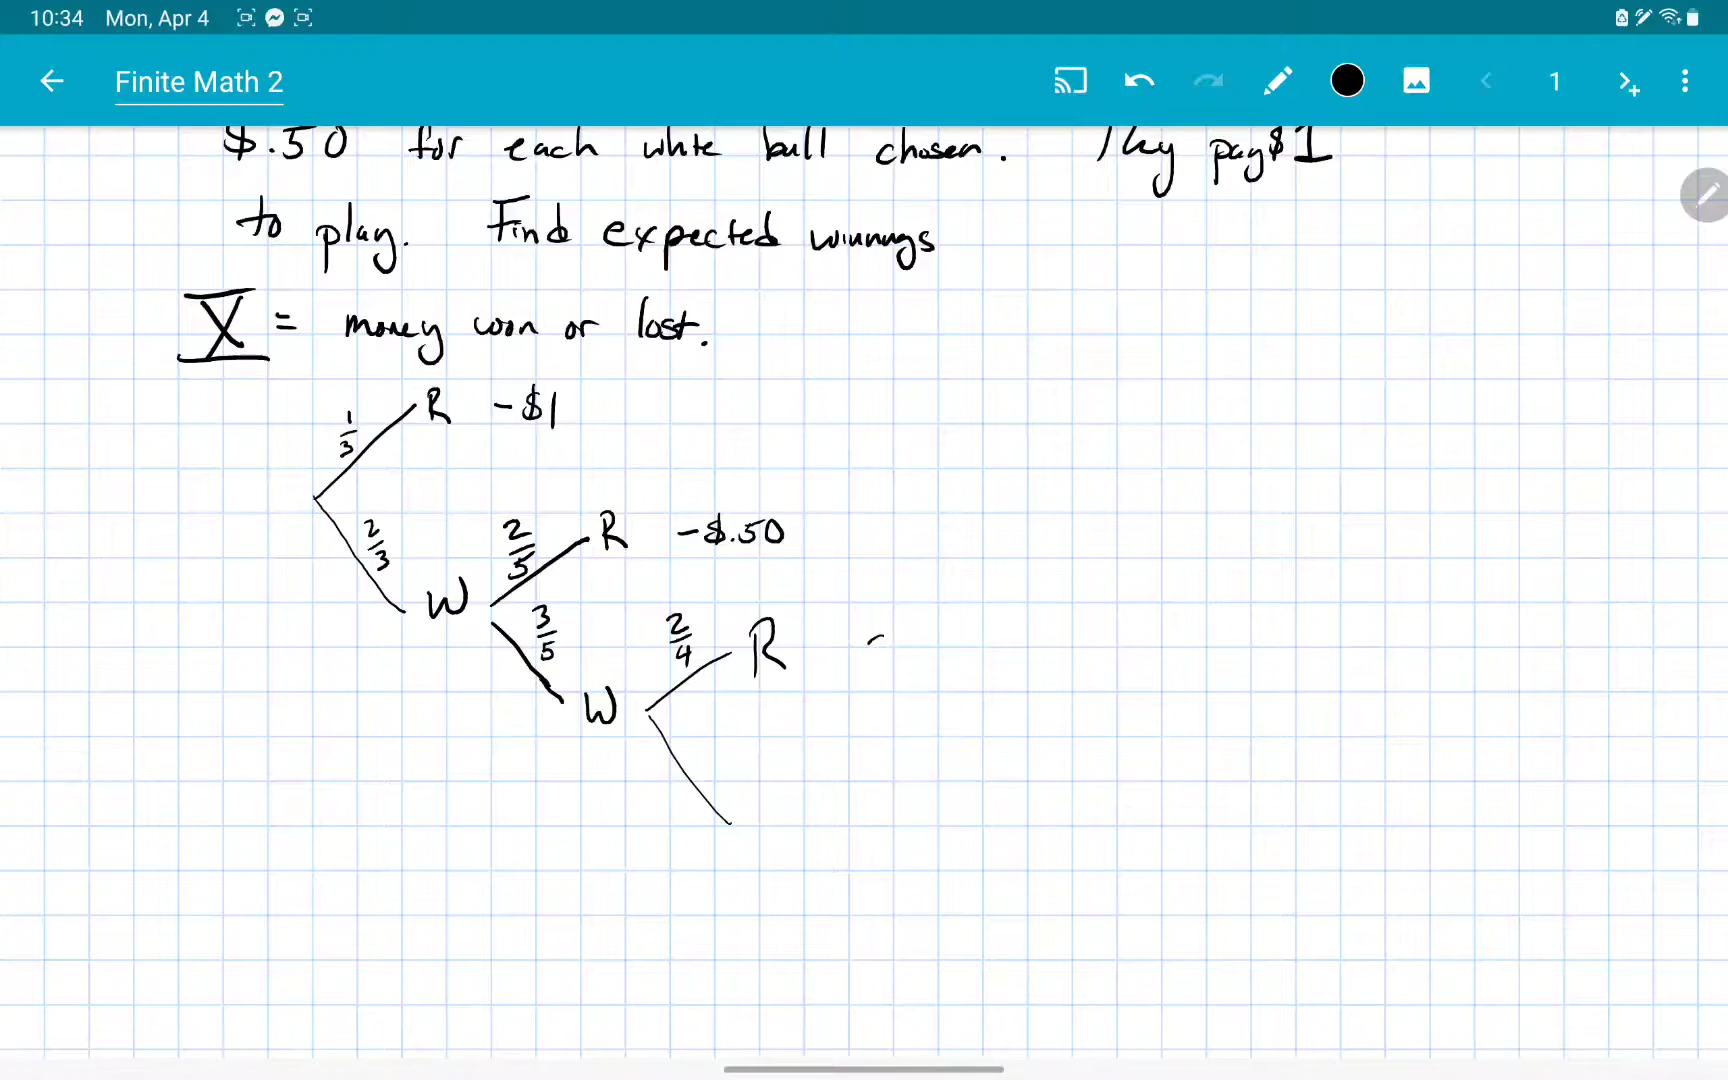 10:34 Mon, Apr 4
Finite Math 2
1
$.50 for each white ball chosen. They pay $1
to play. Find expected winnings
X = money won or lost.
1/3 R -$1
2/3 W
2/5 R -$.50
3/5 W
2/4 R